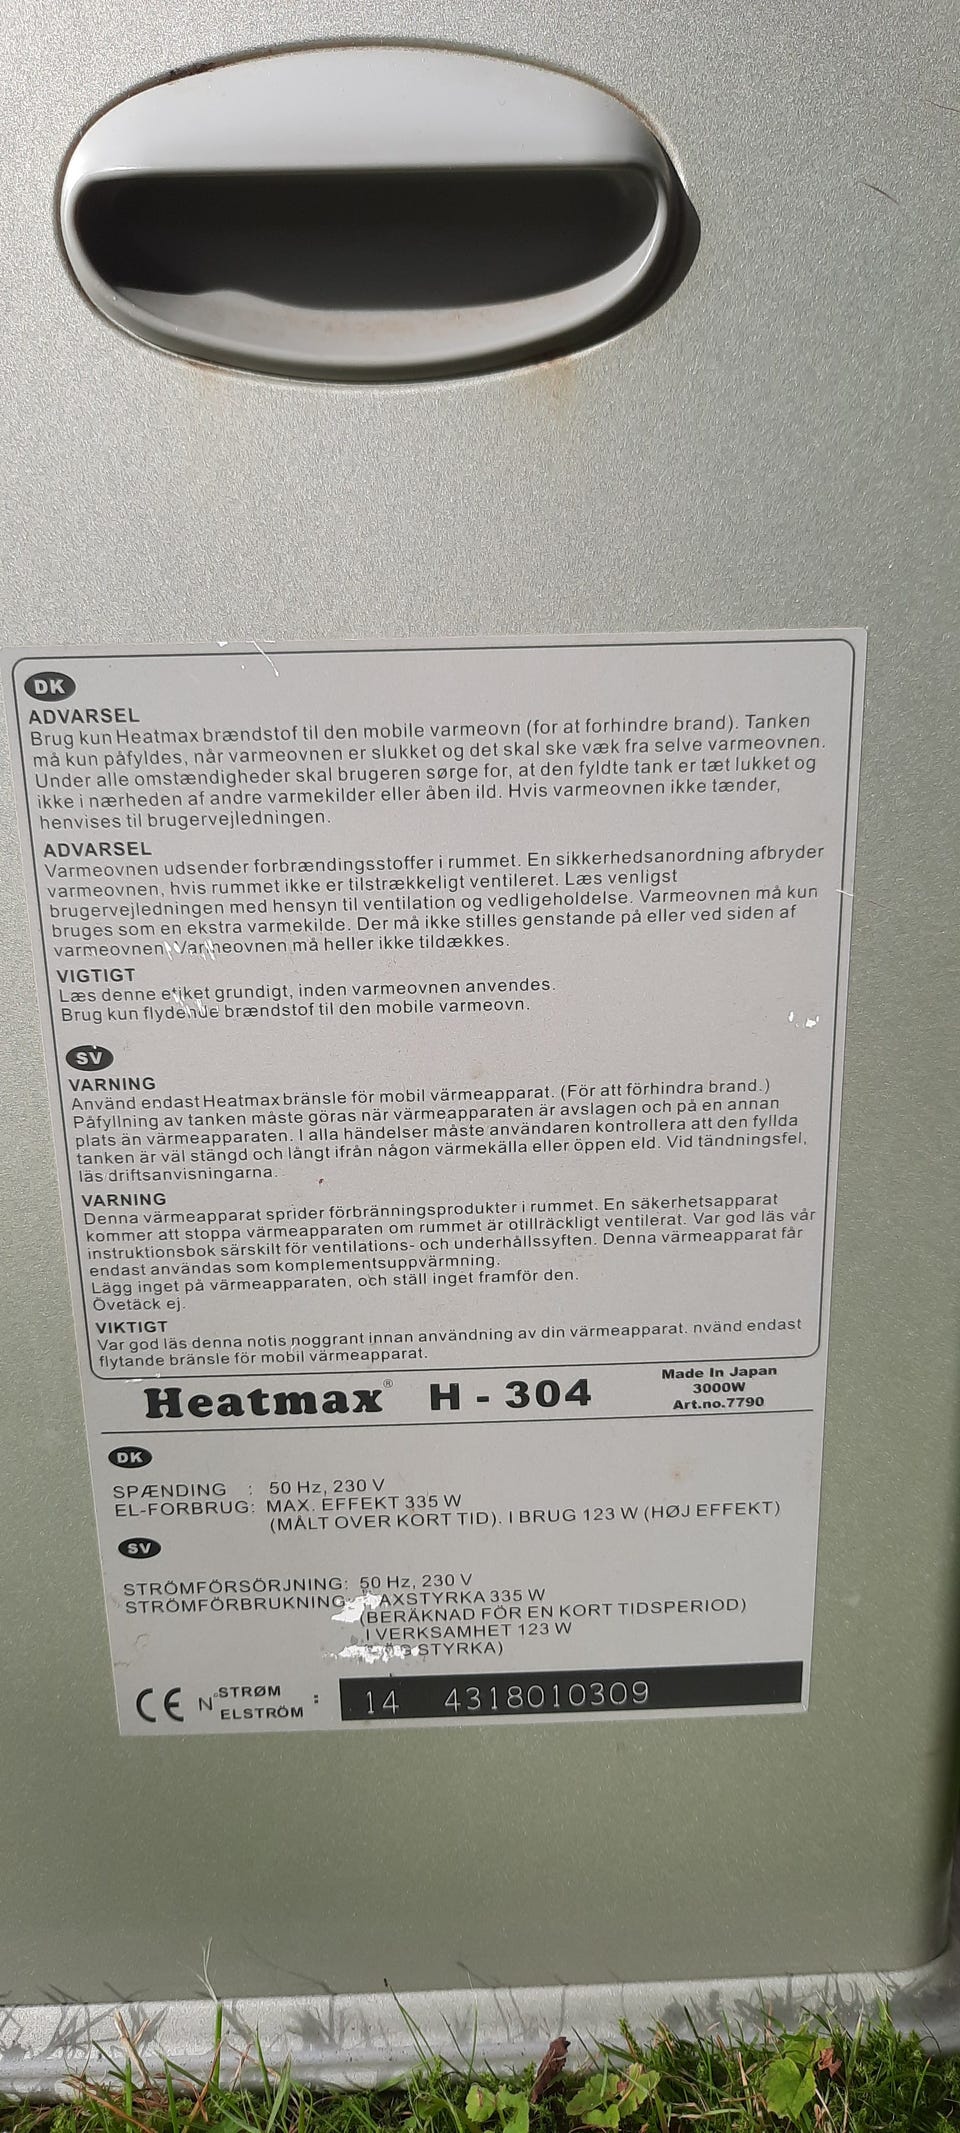 DK
ADVARSEL
Brug kun Heatmax brændstof til den mobile varmeovn (for at forhindre brand). Tanken
må kun påfyldes, når varmeovnen er slukket og det skal ske væk fra selve varmeovnen.
Under alle omstændigheder skal brugeren sørge for, at den fyldte tank er tæt lukket og
ikke i nærheden af andre varmekilder eller åben ild. Hvis varmeovnen ikke tænder,
henvises til brugervejledningen.
ADVARSEL
Varmeovnen udsender forbrændingsstoffer i rummet. En sikkerhedsanordning afbryder
varmeovnen, hvis rummet ikke er tilstrækkeligt ventileret. Læs venligst
brugervejledningen med hensyn til ventilation og vedligeholdelse. Varmeovnen må kun
bruges som en ekstra varmekilde. Der må ikke stilles genstande på eller ved siden af
varmeovnen. Varmeovnen må heller ikke tildækkes.
VIGTIGT
Læs denne etiket grundigt, inden varmeovnen anvendes.
Brug kun flydende brændstof til den mobile varmeovn.
SV
VARNING
Använd endast Heatmax bränsle för mobil värmeapparat. (För att förhindra brand.)
Påfyllning av tanken måste göras när värmeapparaten är avslagen och på en annan
plats än värmeapparaten. I alla händelser måste användaren kontrollera att den fyllda
tanken är väl stängd och långt ifrån någon värmekälla eller öppen eld. Vid tändningsfel,
läs driftsanvisningarna.
VARNING
Denna värmeapparat sprider förbränningsprodukter i rummet. En säkerhetsapparat
kommer att stoppa värmeapparaten om rummet är otillräckligt ventilerat. Var god läs vår
instruktionsbok särskilt för ventilations- och underhållssyften. Denna värmeapparat får
endast användas som komplementsuppvärmning.
Lägg inget på värmeapparaten, och ställ inget framför den.
Övetäck ej.
VIKTIGT
Var god läs denna notis noggrant innan användning av din värmeapparat. nvänd endast
flytande bränsle för mobil värmeapparat.
Heatmax® H - 304
Made In Japan
3000W
Art.no.7790
DK
SPÆNDING : 50 Hz, 230 V
EL-FORBRUG: MAX. EFFEKT 335 W
(MÅLT OVER KORT TID). I BRUG 123 W (HØJ EFFEKT)
SV
STRÖMFÖRSÖRJNING: 50 Hz, 230 V
STRÖMFÖRBRUKNING: MAXSTYRKA 335 W
(BERÄKNAD FÖR EN KORT TIDSPERIOD)
I VERKSAMHET 123 W
STYRKA)
CE N° STRØM
ELSTRÖM : 14 4318010309